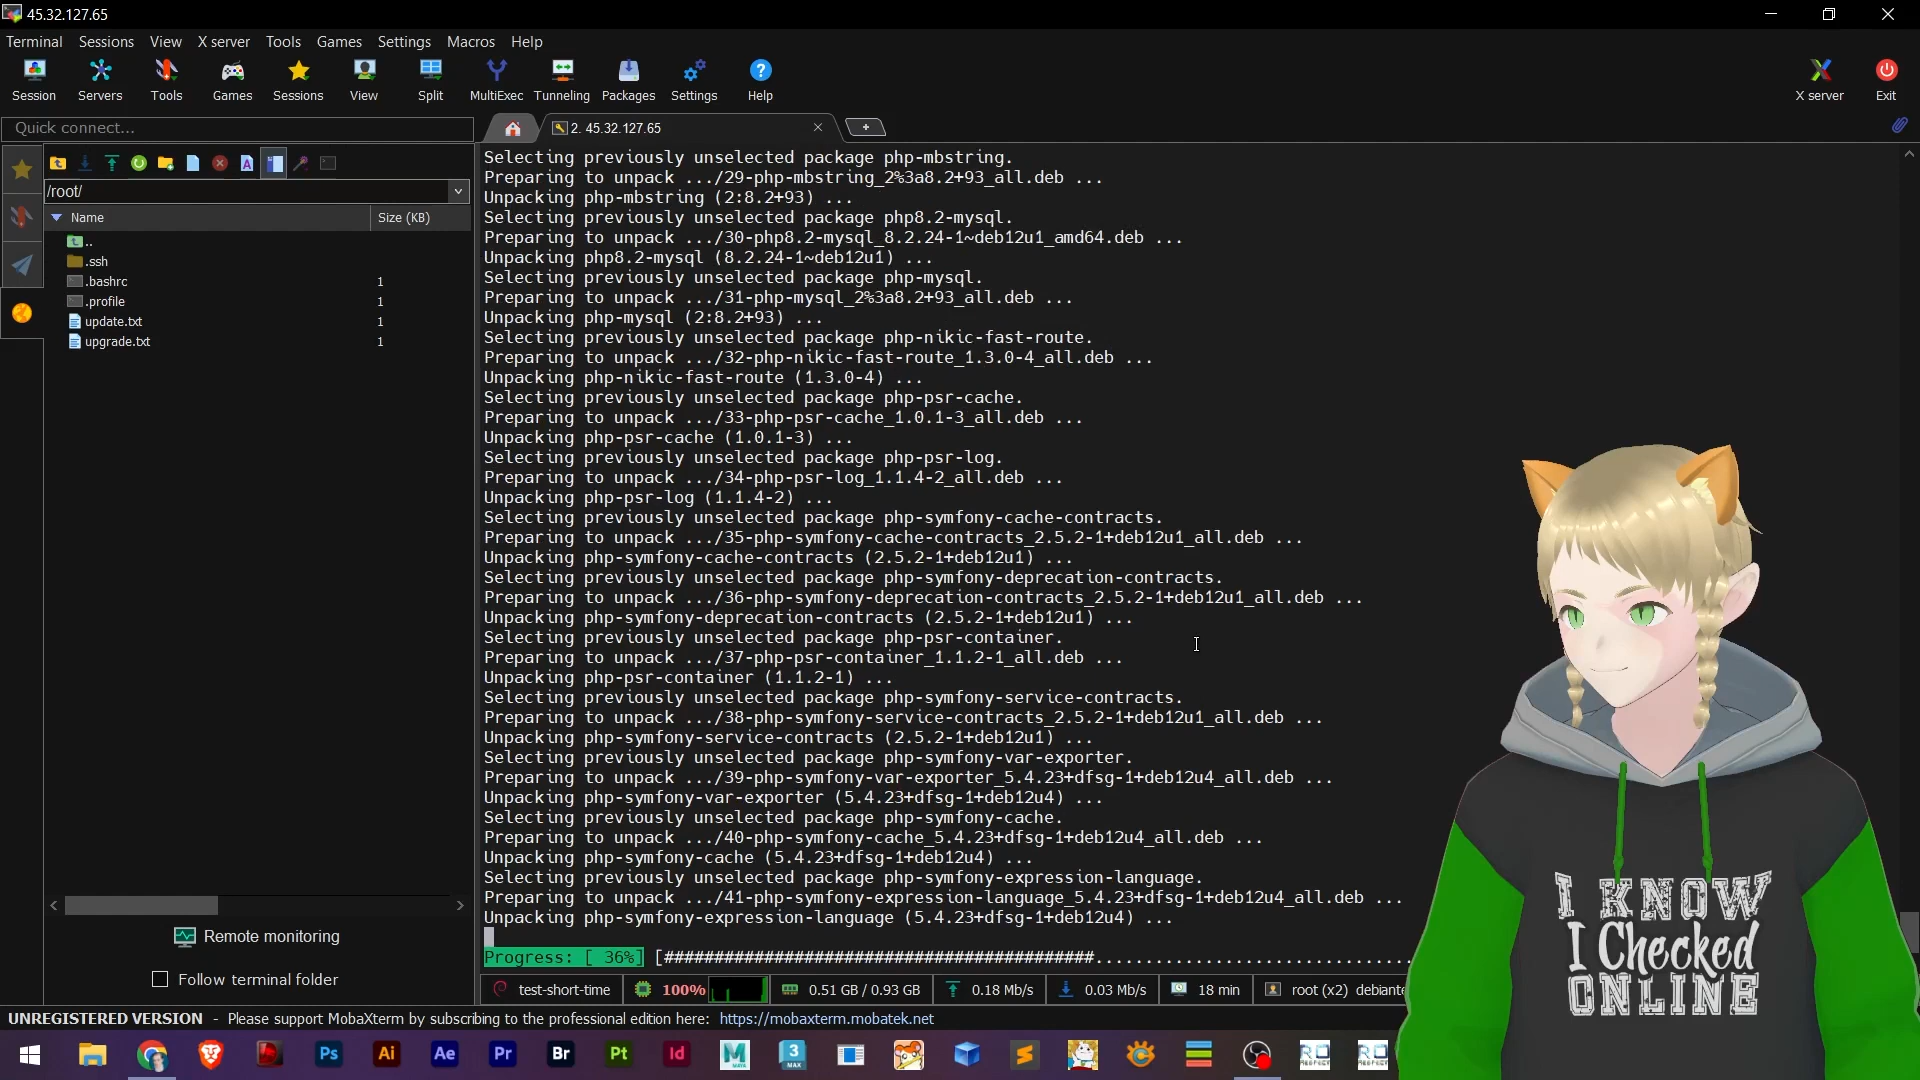 45.32.127.65
Terminal Sessions View X server Tools Games Settings Macros Help
Session Servers Tools Games Sessions View Split MultiExec Tunneling Packages Settings Help X server Exit
Quick connect...
2. 45.32.127.65
/root/
Name Size (KB)
..
.ssh
.bashrc 1
.profile 1
update.txt 1
upgrade.txt 1
Remote monitoring
Follow terminal folder
Selecting previously unselected package php-mbstring.
Preparing to unpack .../29-php-mbstring_2%3a8.2+93_all.deb ...
Unpacking php-mbstring (2:8.2+93) ...
Selecting previously unselected package php8.2-mysql.
Preparing to unpack .../30-php8.2-mysql_8.2.24-1~deb12u1_amd64.deb ...
Unpacking php8.2-mysql (8.2.24-1~deb12u1) ...
Selecting previously unselected package php-mysql.
Preparing to unpack .../31-php-mysql_2%3a8.2+93_all.deb ...
Unpacking php-mysql (2:8.2+93) ...
Selecting previously unselected package php-nikic-fast-route.
Preparing to unpack .../32-php-nikic-fast-route_1.3.0-4_all.deb ...
Unpacking php-nikic-fast-route (1.3.0-4) ...
Selecting previously unselected package php-psr-cache.
Preparing to unpack .../33-php-psr-cache_1.0.1-3_all.deb ...
Unpacking php-psr-cache (1.0.1-3) ...
Selecting previously unselected package php-psr-log.
Preparing to unpack .../34-php-psr-log_1.1.4-2_all.deb ...
Unpacking php-psr-log (1.1.4-2) ...
Selecting previously unselected package php-symfony-cache-contracts.
Preparing to unpack .../35-php-symfony-cache-contracts_2.5.2-1+deb12u1_all.deb ...
Unpacking php-symfony-cache-contracts (2.5.2-1+deb12u1) ...
Selecting previously unselected package php-symfony-deprecation-contracts.
Preparing to unpack .../36-php-symfony-deprecation-contracts_2.5.2-1+deb12u1_all.deb ...
Unpacking php-symfony-deprecation-contracts (2.5.2-1+deb12u1) ...
Selecting previously unselected package php-psr-container.
Preparing to unpack .../37-php-psr-container_1.1.2-1_all.deb ...
Unpacking php-psr-container (1.1.2-1) ...
Selecting previously unselected package php-symfony-service-contracts.
Preparing to unpack .../38-php-symfony-service-contracts_2.5.2-1+deb12u1_all.deb ...
Unpacking php-symfony-service-contracts (2.5.2-1+deb12u1) ...
Selecting previously unselected package php-symfony-var-exporter.
Preparing to unpack .../39-php-symfony-var-exporter_5.4.23+dfsg-1+deb12u4_all.deb ...
Unpacking php-symfony-var-exporter (5.4.23+dfsg-1+deb12u4) ...
Selecting previously unselected package php-symfony-cache.
Preparing to unpack .../40-php-symfony-cache_5.4.23+dfsg-1+deb12u4_all.deb ...
Unpacking php-symfony-cache (5.4.23+dfsg-1+deb12u4) ...
Selecting previously unselected package php-symfony-expression-language.
Preparing to unpack .../41-php-symfony-expression-language_5.4.23+dfsg-1+deb12u4_all.deb ...
Unpacking php-symfony-expression-language (5.4.23+dfsg-1+deb12u4) ...
Progress: [ 36%] [###########################################................................
test-short-time 100% 0.51 GB / 0.93 GB 0.18 Mb/s 0.03 Mb/s 18 min root (x2) debiante
I KNOW
I Checked
ONLINE
UNREGISTERED VERSION - Please support MobaXterm by subscribing to the professional edition here: https://mobaxterm.mobatek.net
Ps Ai Ae Pr Br Pt Id M 3